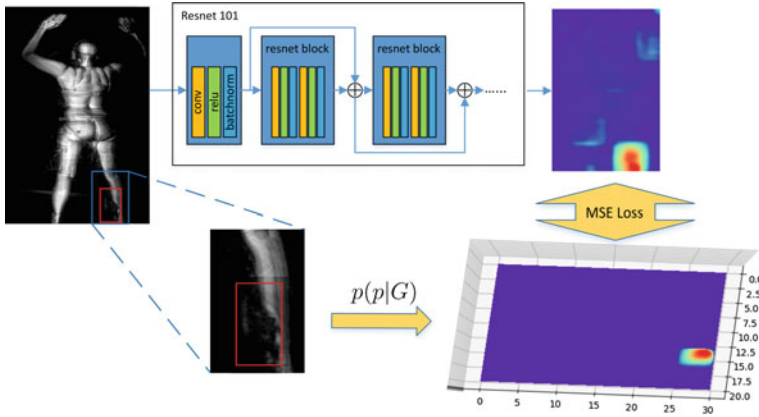 Resnet 101
resnet block
resnet block
conv
relu
batchnorm
......
MSE Loss
p(p|G)
0.0
2.5
5.0
7.5
10.0
12.5
15.0
17.5
20.0
0
5
10
15
20
25
30